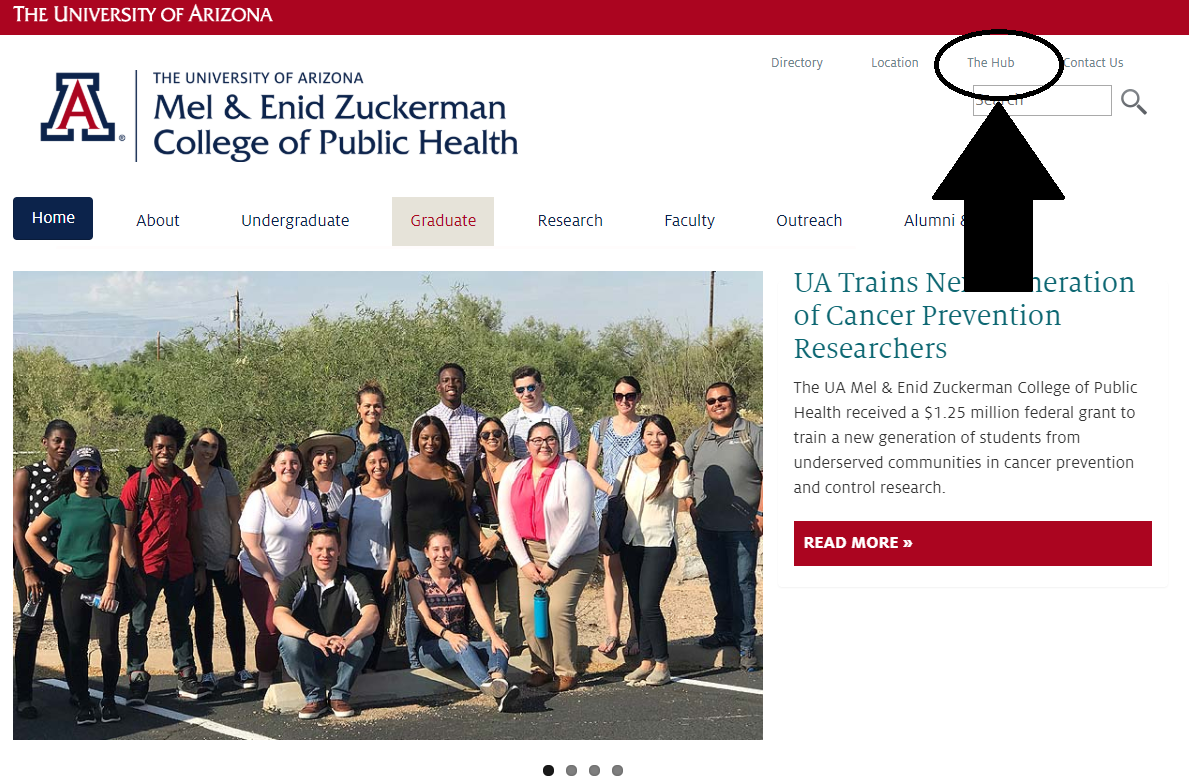 THE UNIVERSITY OF ARIZONA
Directory Location The Hub Contact Us
THE UNIVERSITY OF ARIZONA
Mel & Enid Zuckerman
College of Public Health
A
Search
Home About Undergraduate Graduate Research Faculty Outreach Alumni &
UA Trains
of Cancer Prevention
Researchers
The UA Mel & Enid Zuckerman College of Public
Health received a $1.25 million federal grant to
train a new generation of students from
underserved communities in cancer prevention
and control research.
READ MORE »